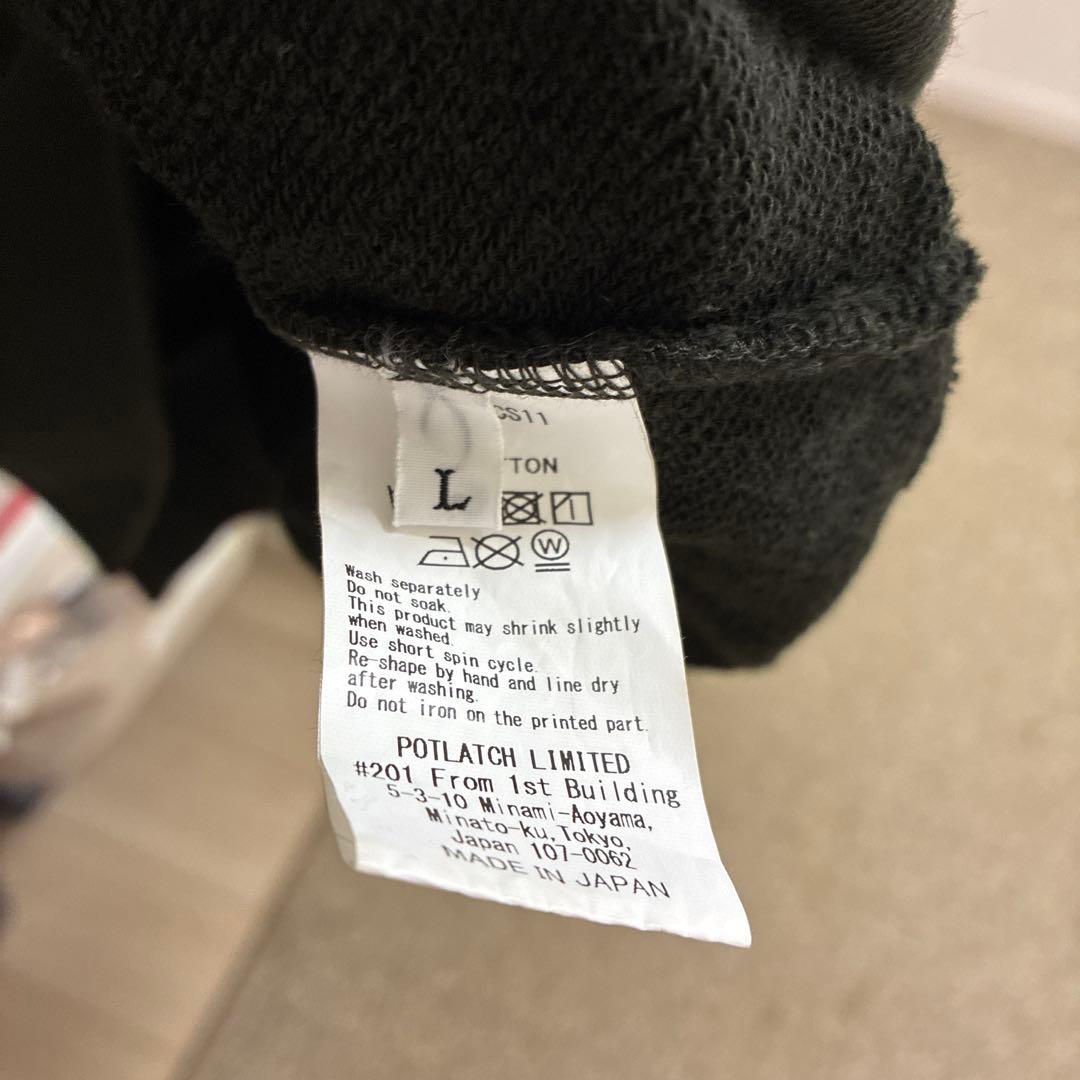 CS11
TTON
L
W
Wash separately
Do not soak.
This product may shrink slightly
when washed.
Use short spin cycle.
Re-shape by hand and line dry
after washing.
Do not iron on the printed part.
POTLATCH LIMITED
#201 From 1st Building
5-3-10 Minami-Aoyama,
Minato-ku,Tokyo,
Japan 107-0062
MADE IN JAPAN